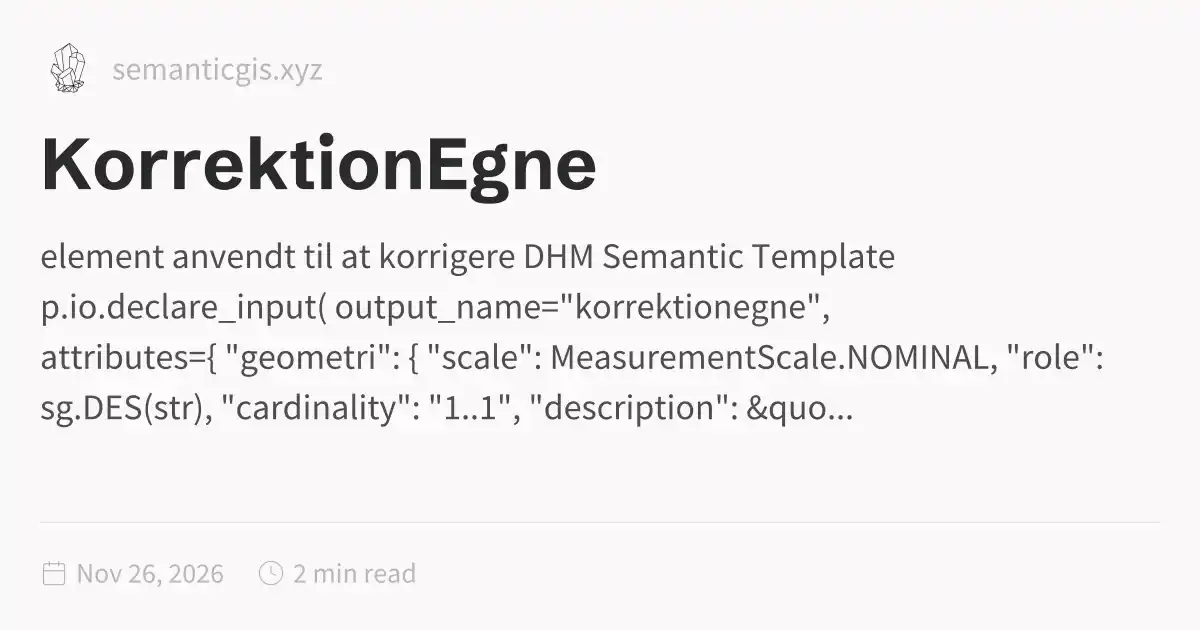 semanticgis.xyz
KorrektionEgne
element anvendt til at korrigere DHM Semantic Template
p.io.declare_input( output_name="korrektionegne",
attributes={ "geometri": { "scale": MeasurementScale.NOMINAL, "role":
sg.DES(str), "cardinality": "1..1", "description": &quo...
Nov 26, 2026
2 min read